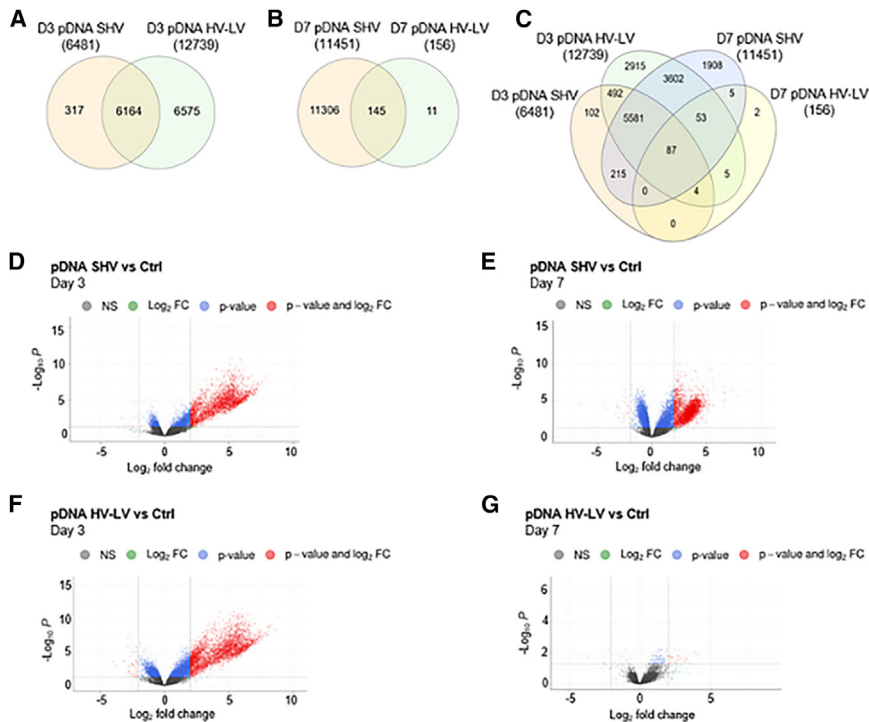 A
D3 pDNA SHV
(6481)
D3 pDNA HV-LV
(12739)
317
6164
6575
B
D7 pDNA SHV
(11451)
D7 pDNA HV-LV
(156)
11306
145
11
C
D3 pDNA HV-LV
(12739)
D7 pDNA SHV
(11451)
D3 pDNA SHV
(6481)
D7 pDNA HV-LV
(156)
2915
1908
3602
492
5
102
5581
53
2
87
215
5
0
4
0
D
pDNA SHV vs Ctrl
Day 3
NS
Log2 FC
p-value
p – value and log2 FC
15
10
5
0
-Log10 P
-5
0
5
10
Log2 fold change
E
pDNA SHV vs Ctrl
Day 7
NS
Log2 FC
p-value
p – value and log2 FC
15
10
5
0
-Log10 P
-5
0
5
10
Log2 fold change
F
pDNA HV-LV vs Ctrl
Day 3
NS
Log2 FC
p-value
p – value and log2 FC
15
10
5
0
-Log10 P
-5
0
5
10
Log2 fold change
G
pDNA HV-LV vs Ctrl
Day 7
NS
Log2 FC
p-value
p – value and log2 FC
6
4
2
0
-Log10 P
-5
0
5
Log2 fold change